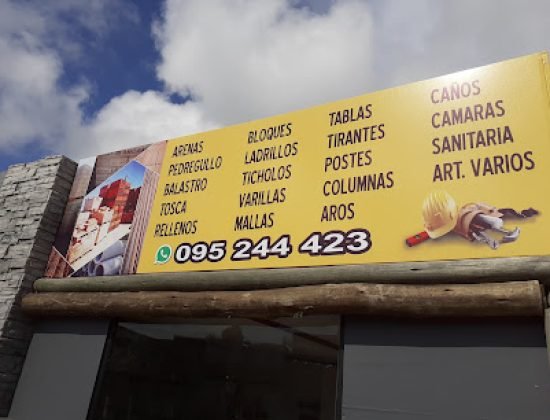 ARENAS
PEDREGULLO
BALASTRO
TOSCA
RELLENOS
BLOQUES
LADRILLOS
TICHOLOS
VARILLAS
MALLAS
TABLAS
TIRANTES
POSTES
COLUMNAS
AROS
CAÑOS
CAMARAS
SANITARIA
ART. VARIOS
095 244 423